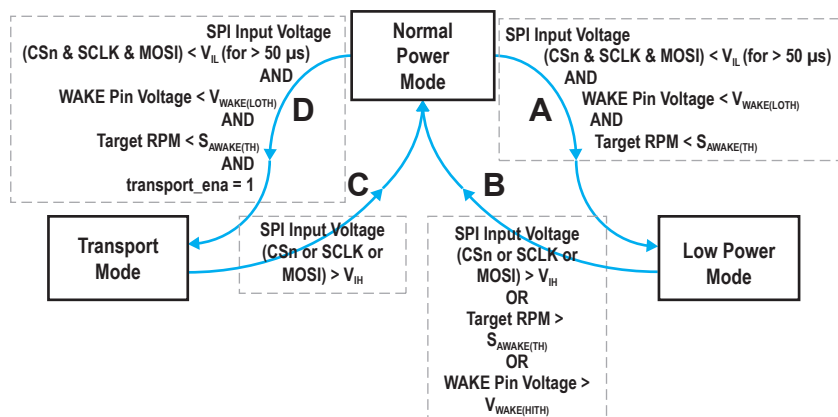 SPI Input Voltage
(CSn & SCLK & MOSI) < VIL (for > 50 µs)
AND
WAKE Pin Voltage < VWAKE(LOTH)
AND
Target RPM < SAWAKE(TH)
AND
transport_ena = 1
D
Normal
Power
Mode
SPI Input Voltage
(CSn & SCLK & MOSI) < VIL (for > 50 µs)
AND
WAKE Pin Voltage < VWAKE(LOTH)
AND
Target RPM < SAWAKE(TH)
A
C
B
Transport
Mode
SPI Input Voltage
(CSn or SCLK or
MOSI) > VIH
SPI Input Voltage
(CSn or SCLK or
MOSI) > VIH
OR
Target RPM >
SAWAKE(TH)
OR
WAKE Pin Voltage >
VWAKE(HITH)
Low Power
Mode